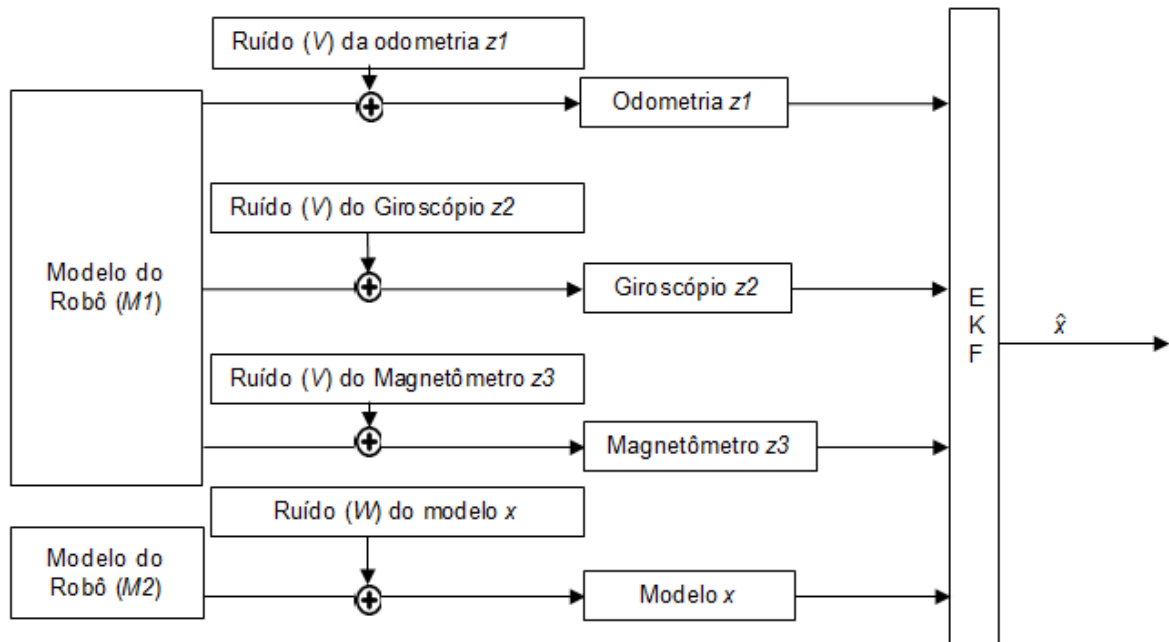 Ruído (V) da odometria z1
Odometria z1
Ruído (V) do Giroscópio z2
Modelo do
Robô (M1)
Giroscópio z2
E
K
F
x̂
Ruído (V) do Magnetômetro z3
Magnetômetro z3
Ruído (W) do modelo x
Modelo do
Robô (M2)
Modelo x